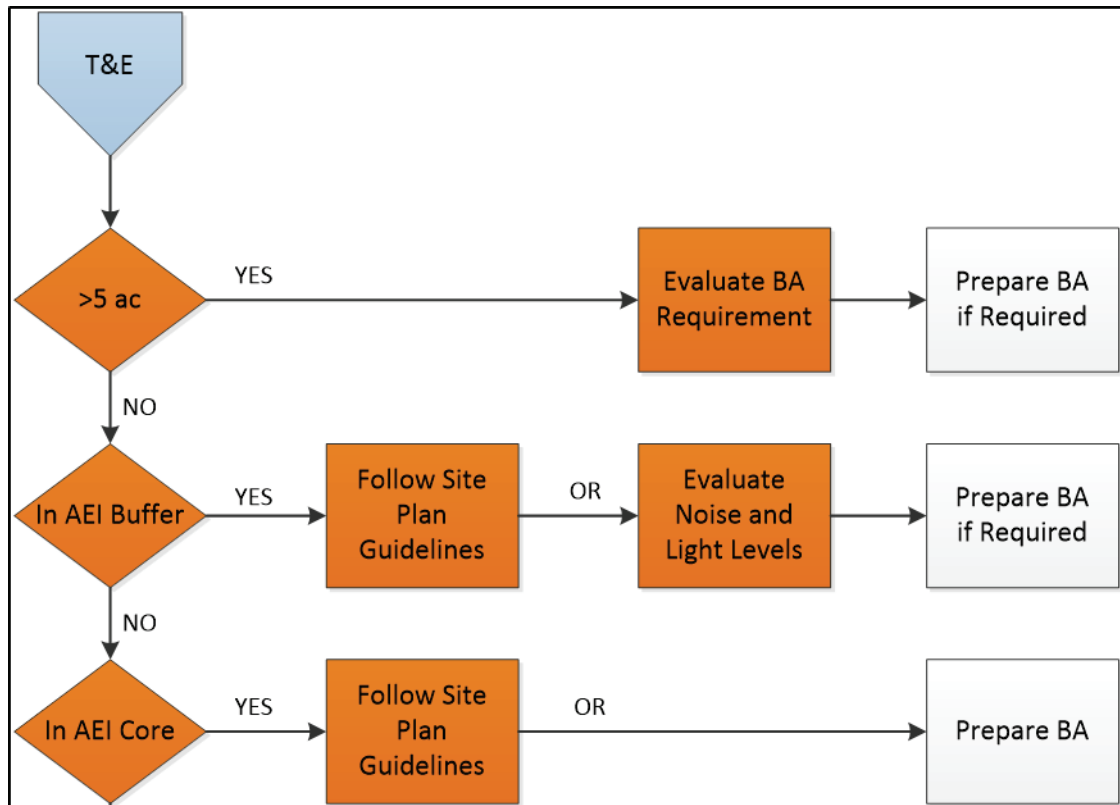 T&E
>5 ac
YES
Evaluate BA
Requirement
Prepare BA
if Required
NO
In AEI Buffer
YES
Follow Site
Plan
Guidelines
OR
Evaluate
Noise and
Light Levels
Prepare BA
if Required
NO
In AEI Core
YES
Follow Site
Plan
Guidelines
OR
Prepare BA